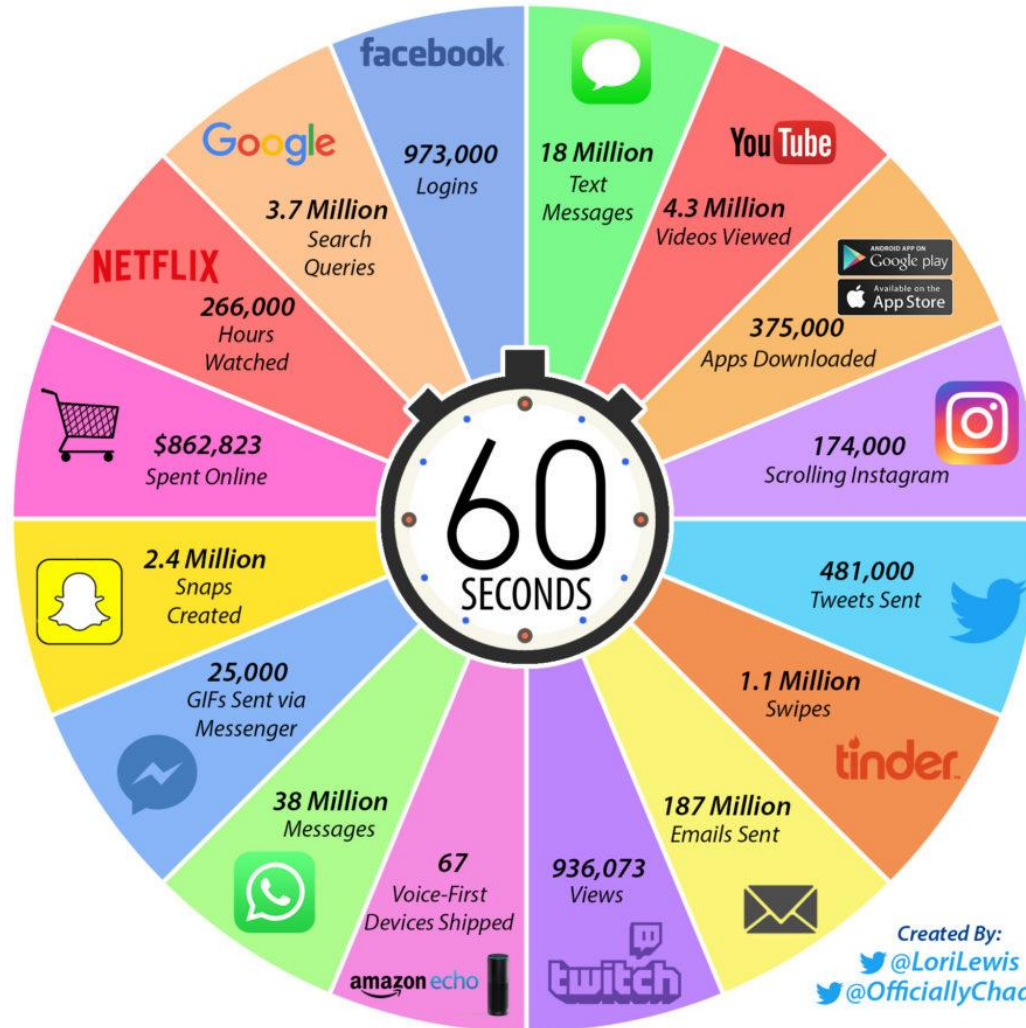 facebook
973,000
Logins
18 Million
Text
Messages
YouTube
4.3 Million
Videos Viewed
ANDROID APP ON
Google play
Available on the
App Store
375,000
Apps Downloaded
174,000
Scrolling Instagram
481,000
Tweets Sent
1.1 Million
Swipes
tinder
187 Million
Emails Sent
936,073
Views
twitch
67
Voice-First
Devices Shipped
amazon echo
38 Million
Messages
25,000
GIFs Sent via
Messenger
2.4 Million
Snaps
Created
$862,823
Spent Online
NETFLIX
266,000
Hours
Watched
Google
3.7 Million
Search
Queries
60
SECONDS
Created By:
@LoriLewis